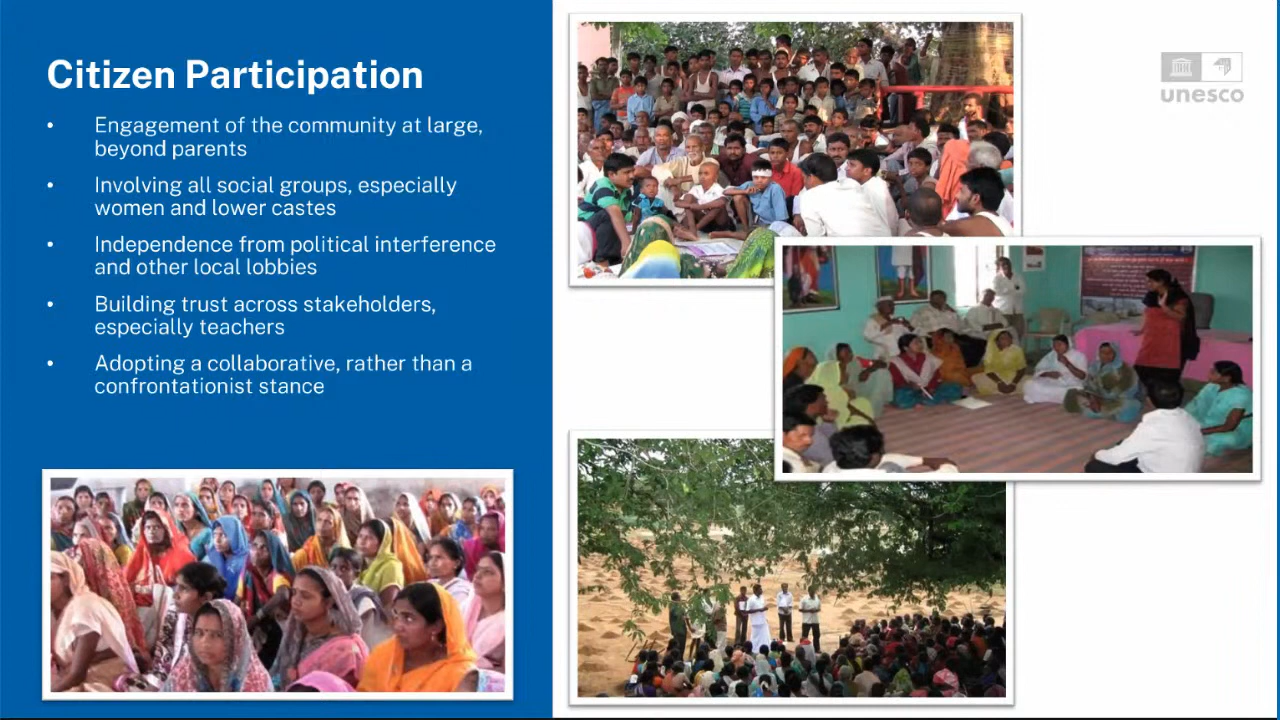 Citizen Participation
• Engagement of the community at large,
beyond parents
• Involving all social groups, especially
women and lower castes
• Independence from political interference
and other local lobbies
• Building trust across stakeholders,
especially teachers
• Adopting a collaborative, rather than a
confrontationist stance
unesco